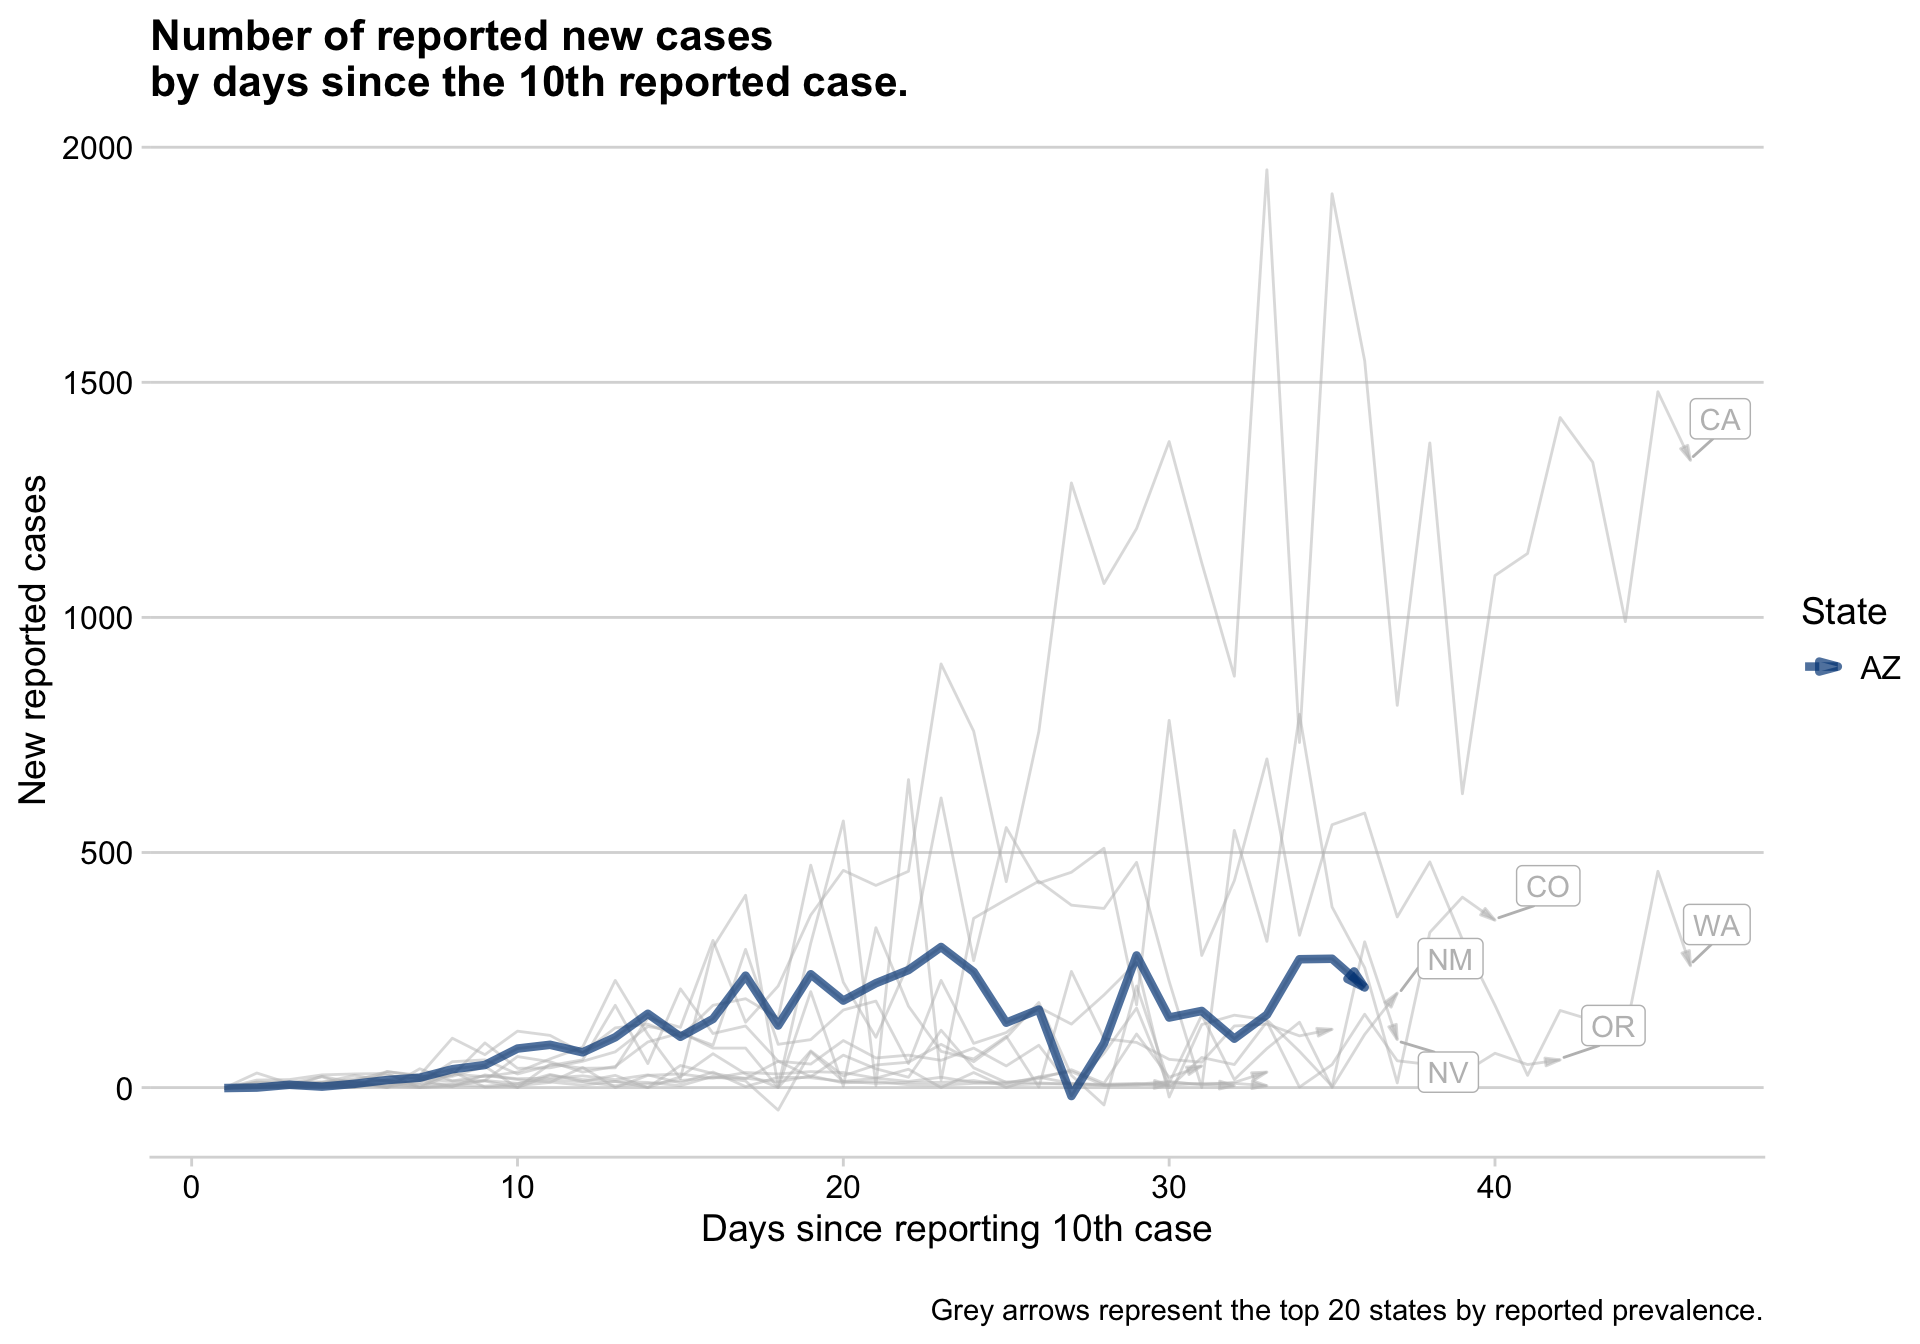 Number of reported new cases
by days since the 10th reported case.
New reported cases
2000
1500
1000
500
0
0
10
20
30
40
Days since reporting 10th case
CA
CO
WA
NM
OR
NV
State
AZ
Grey arrows represent the top 20 states by reported prevalence.